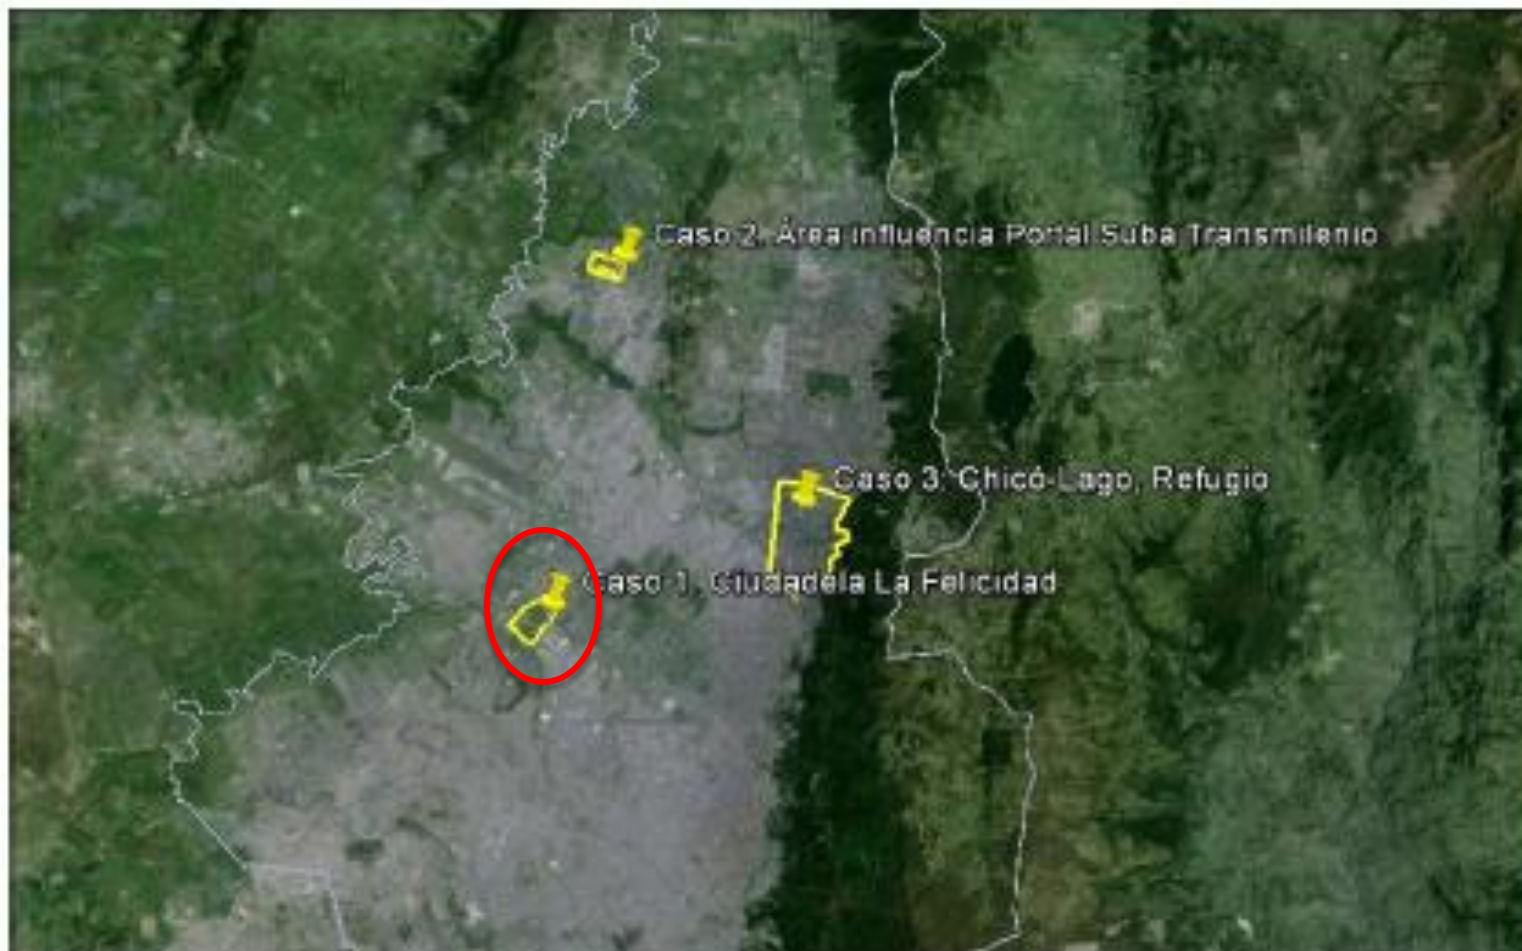 Caso 2. Área influencia Portal Suba Transmilenio
Caso 3. Chicó-Lago, Refugio
Caso 1. Ciudadela La Felicidad